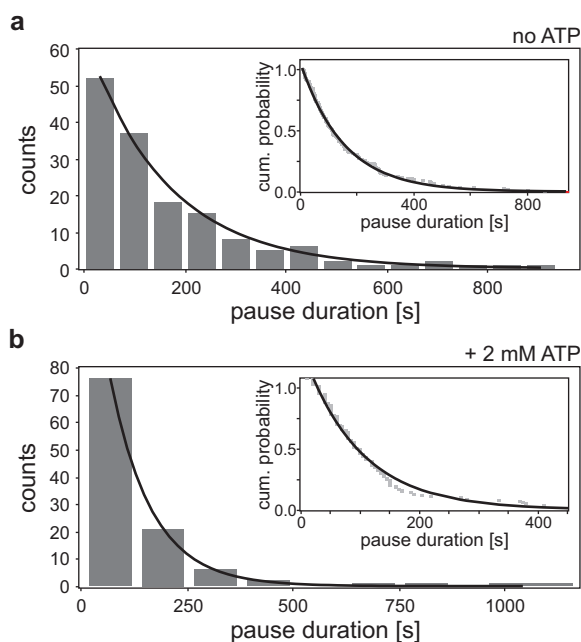 a
no ATP
60
50
40
30
20
10
0
counts
0 200 400 600 800
pause duration [s]
1.0
0.5
0.0
cum. probability
0 400 800
pause duration [s]
b
+ 2 mM ATP
80
70
60
50
40
30
20
10
0
counts
0 250 500 750 1000
pause duration [s]
1.0
0.5
0.0
cum. probability
0 200 400
pause duration [s]